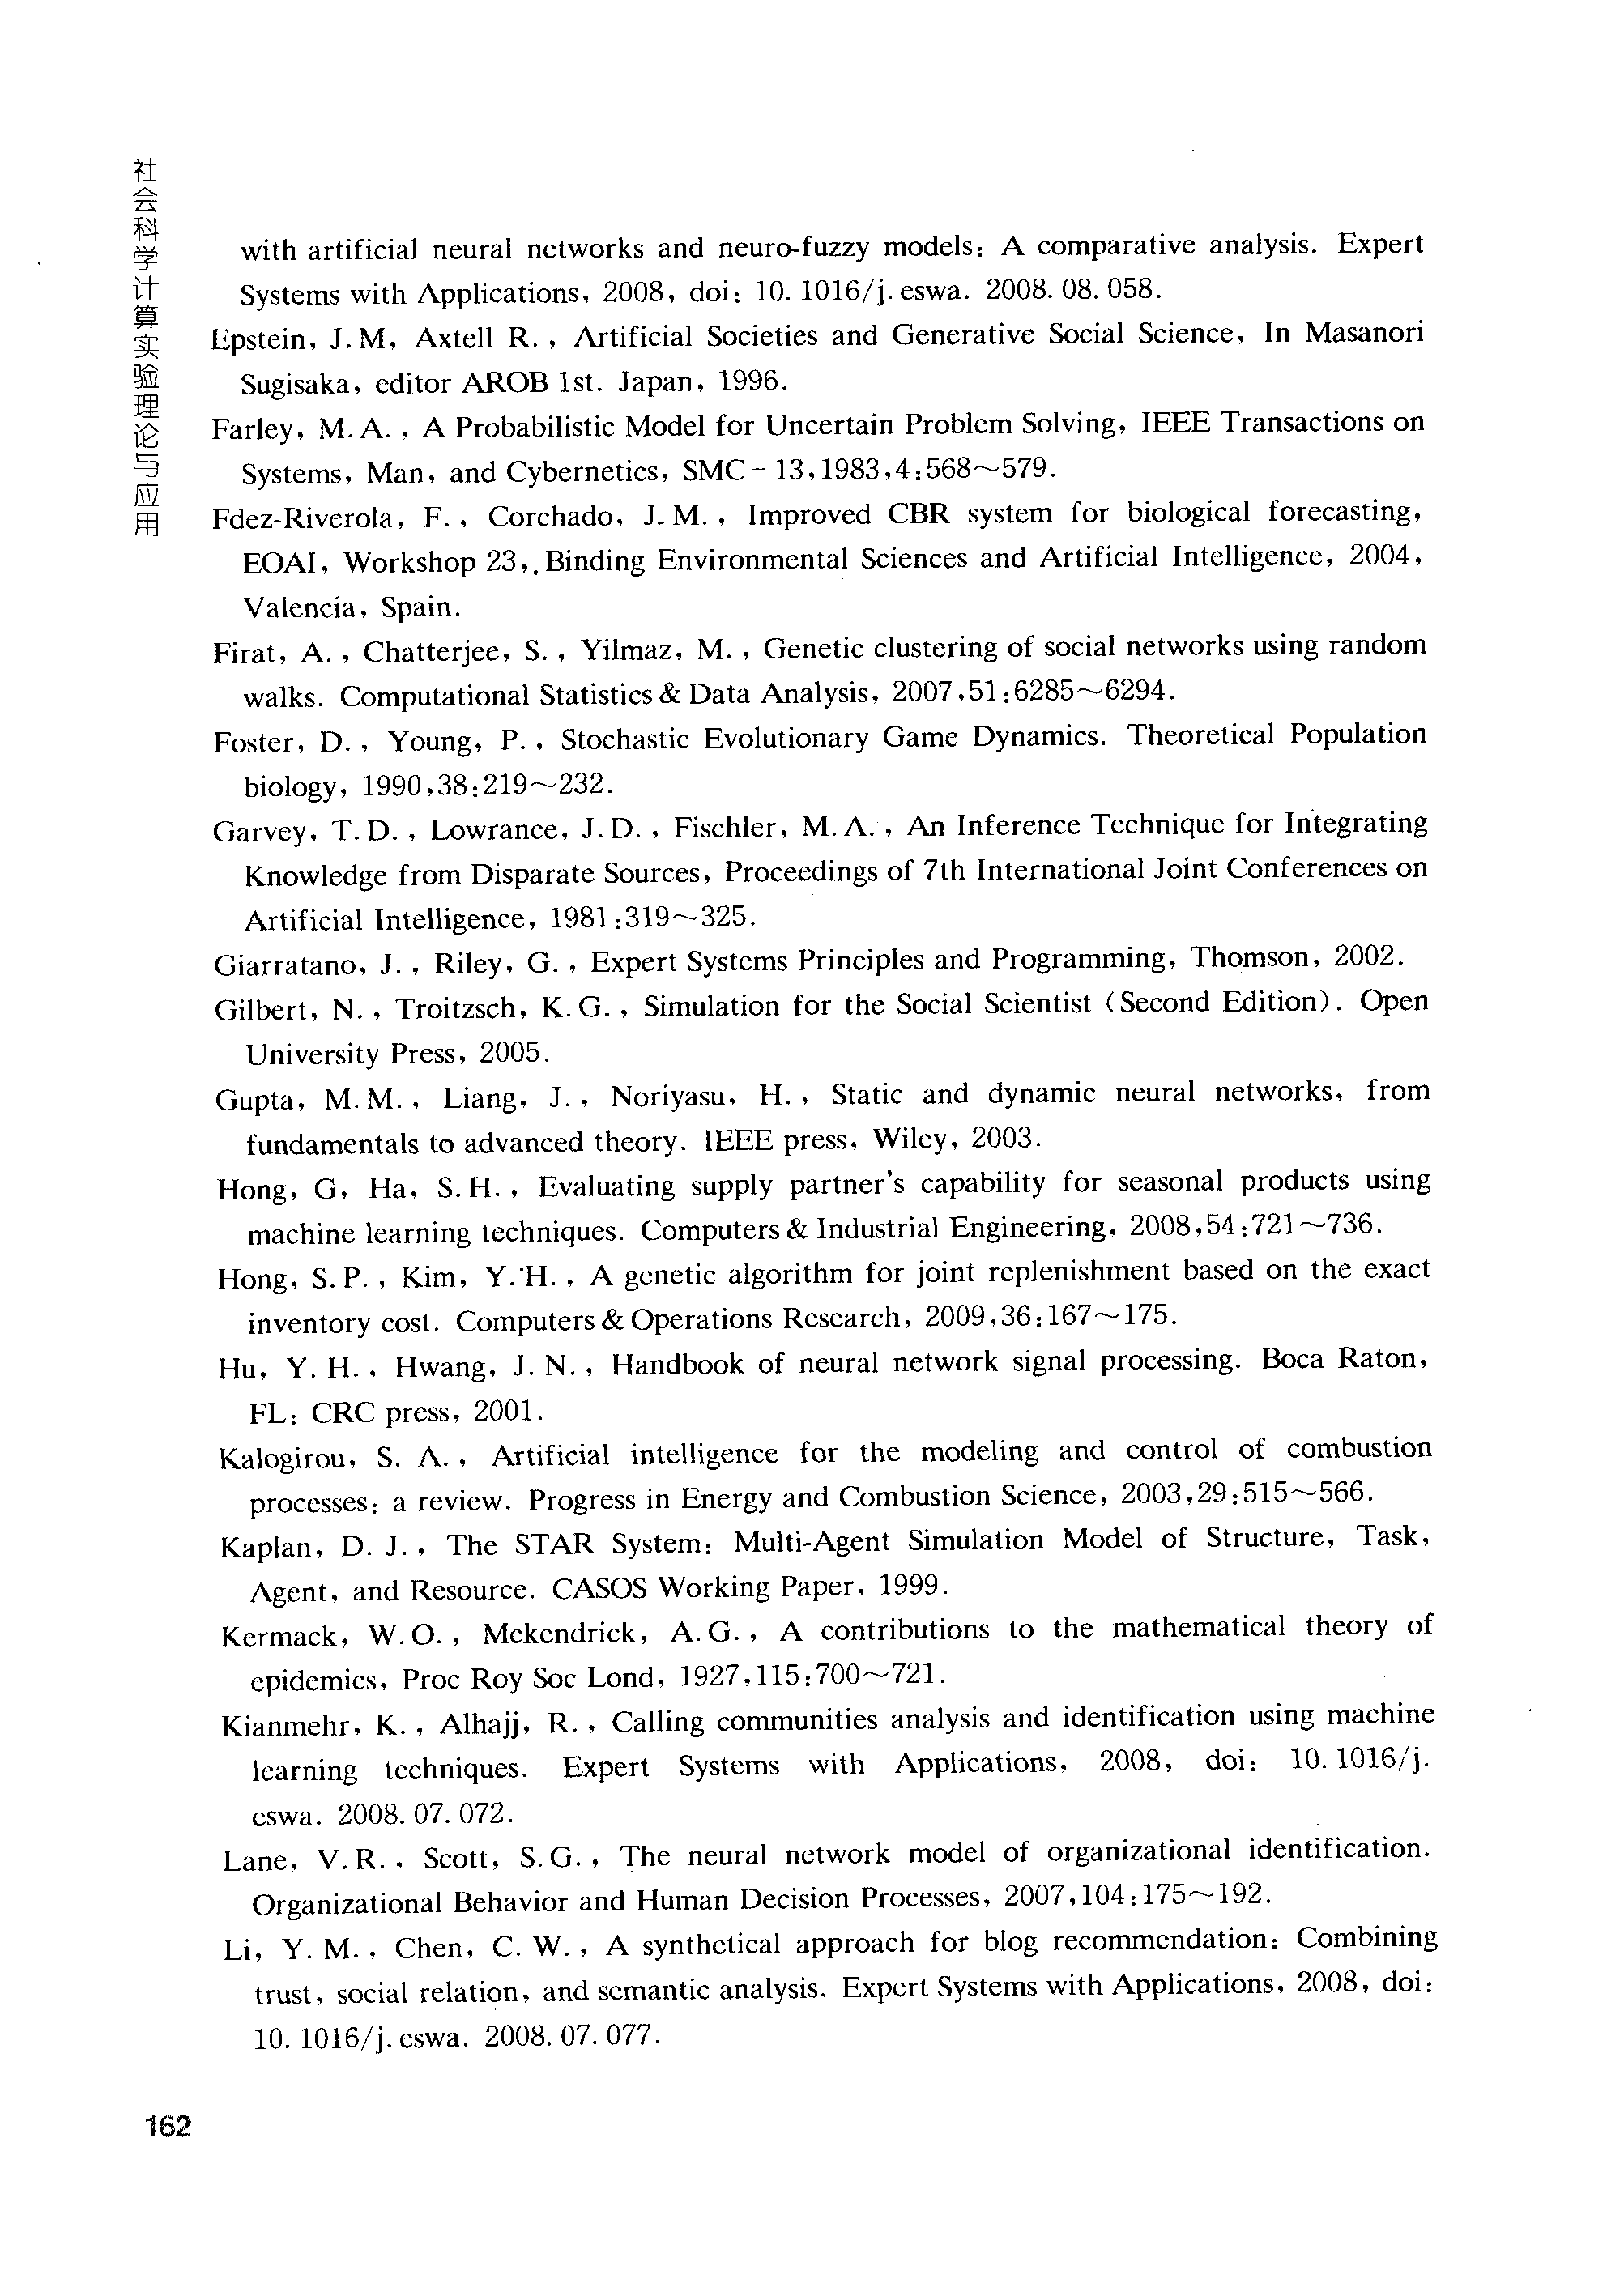 社会科学计算实验理论与应用
with artificial neural networks and neuro-fuzzy models: A comparative analysis. Expert
Systems with Applications, 2008, doi: 10. 1016/j. eswa. 2008. 08. 058.
Epstein, J. M, Axtell R. , Artificial Societies and Generative Social Science, In Masanori
Sugisaka, editor AROB 1st. Japan, 1996.
Farley, M. A. , A Probabilistic Model for Uncertain Problem Solving, IEEE Transactions on
Systems, Man, and Cybernetics, SMC - 13,1983,4:568～579.
Fdez-Riverola, F. , Corchado, J. M. , Improved CBR system for biological forecasting,
EOAI, Workshop 23,. Binding Environmental Sciences and Artificial Intelligence, 2004,
Valencia, Spain.
Firat, A. , Chatterjee, S. , Yilmaz, M. , Genetic clustering of social networks using random
walks. Computational Statistics & Data Analysis, 2007,51:6285～6294.
Foster, D. , Young, P. , Stochastic Evolutionary Game Dynamics. Theoretical Population
biology, 1990,38:219～232.
Garvey, T. D. , Lowrance, J. D. , Fischler, M. A. , An Inference Technique for Integrating
Knowledge from Disparate Sources, Proceedings of 7th International Joint Conferences on
Artificial Intelligence, 1981:319～325.
Giarratano, J. , Riley, G. , Expert Systems Principles and Programming, Thomson, 2002.
Gilbert, N. , Troitzsch, K. G. , Simulation for the Social Scientist (Second Edition). Open
University Press, 2005.
Gupta, M. M. , Liang, J. , Noriyasu, H. , Static and dynamic neural networks, from
fundamentals to advanced theory. IEEE press, Wiley, 2003.
Hong, G, Ha, S. H. , Evaluating supply partner's capability for seasonal products using
machine learning techniques. Computers & Industrial Engineering, 2008,54:721～736.
Hong, S. P. , Kim, Y. H. , A genetic algorithm for joint replenishment based on the exact
inventory cost. Computers & Operations Research, 2009,36:167～175.
Hu, Y. H. , Hwang, J. N. , Handbook of neural network signal processing. Boca Raton,
FL: CRC press, 2001.
Kalogirou, S. A. , Artificial intelligence for the modeling and control of combustion
processes: a review. Progress in Energy and Combustion Science, 2003,29:515～566.
Kaplan, D. J. , The STAR System: Multi-Agent Simulation Model of Structure, Task,
Agent, and Resource. CASOS Working Paper, 1999.
Kermack, W. O. , Mckendrick, A. G. , A contributions to the mathematical theory of
epidemics, Proc Roy Soc Lond, 1927,115:700～721.
Kianmehr, K. , Alhajj, R. , Calling communities analysis and identification using machine
learning techniques. Expert Systems with Applications, 2008, doi: 10. 1016/j.
eswa. 2008. 07. 072.
Lane, V. R. , Scott, S. G. , The neural network model of organizational identification.
Organizational Behavior and Human Decision Processes, 2007,104:175～192.
Li, Y. M. , Chen, C. W. , A synthetical approach for blog recommendation: Combining
trust, social relation, and semantic analysis. Expert Systems with Applications, 2008, doi:
10. 1016/j. eswa. 2008. 07. 077.
162